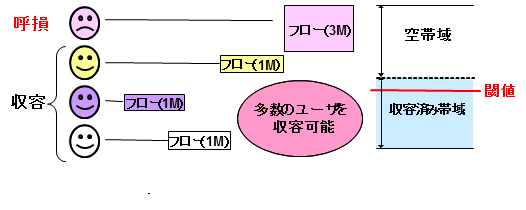 呼損
フロー(3M)
空帯域
フロー(1M)
収容
フロー(1M)
多数のユーザを
収容可能
閾値
収容済み帯域
フロー(1M)